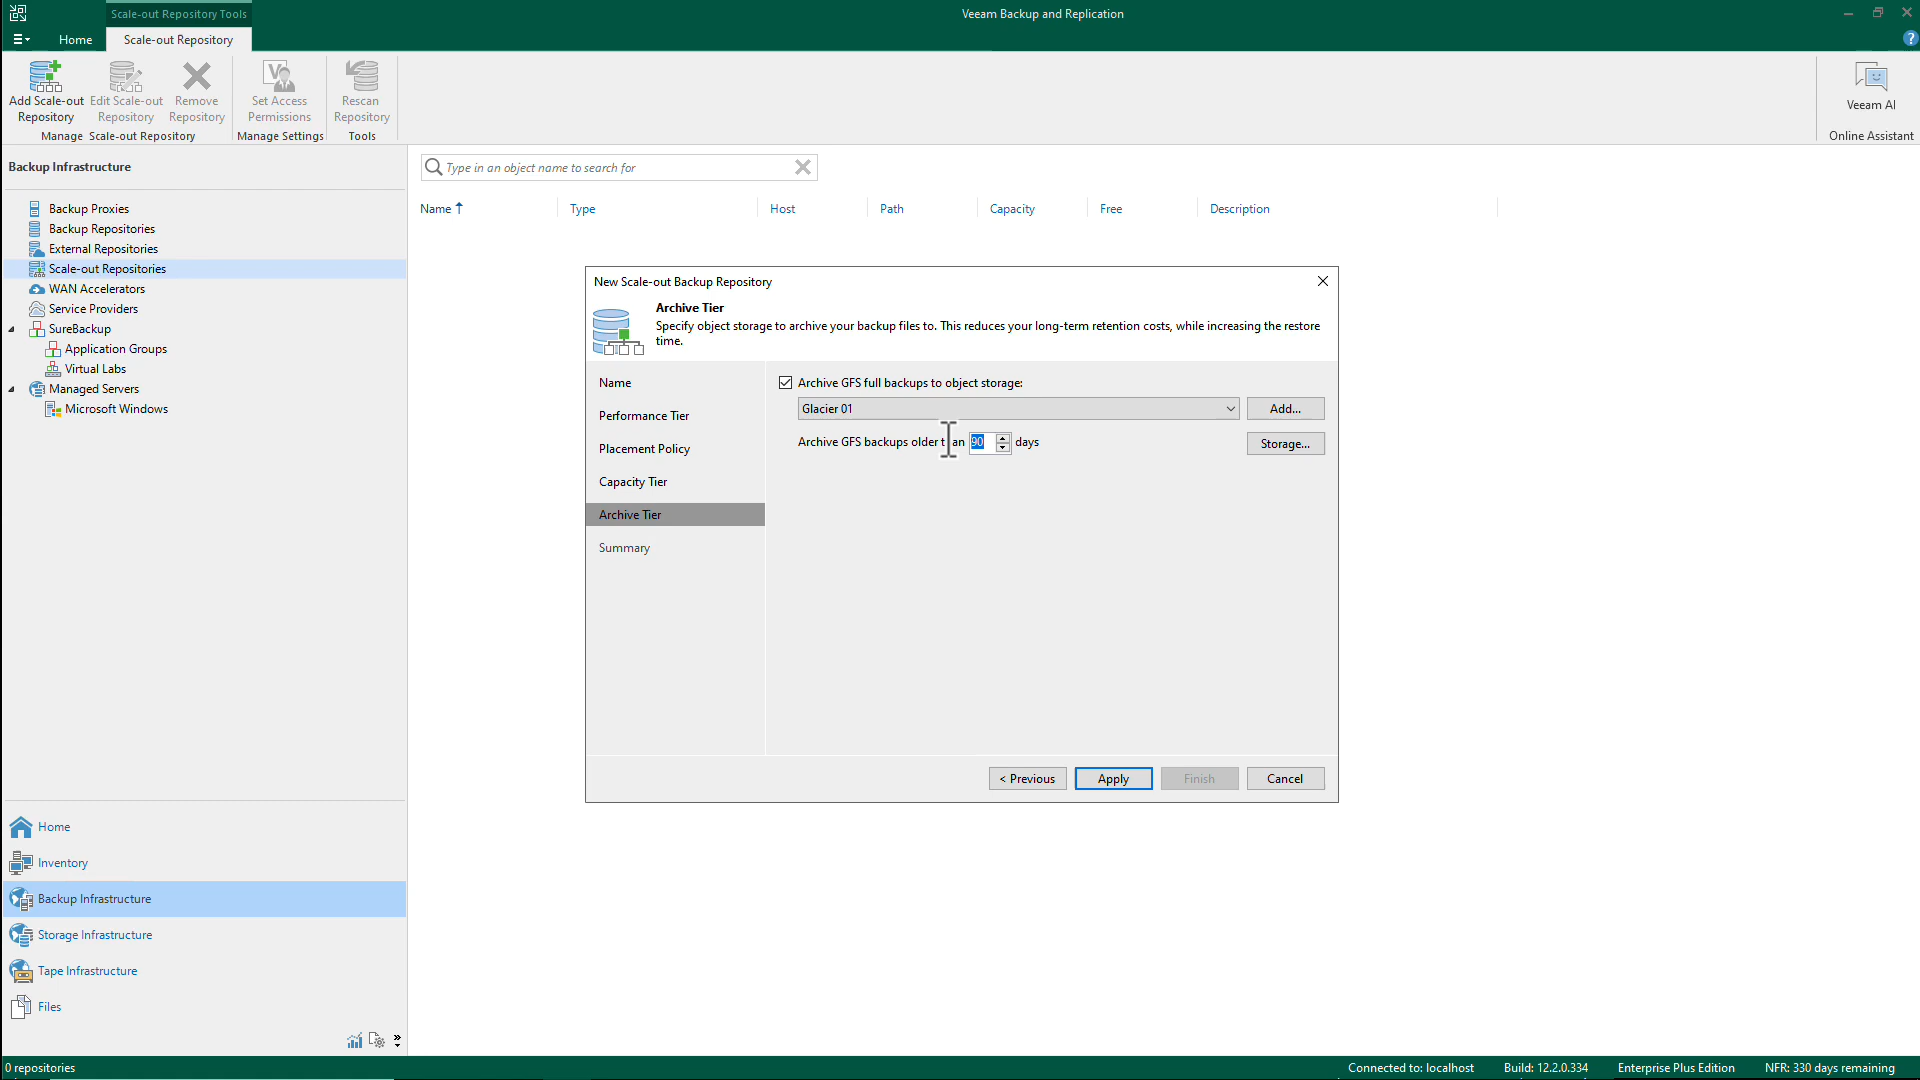 Scale-out Repository Tools
Veeam Backup and Replication
Home
Scale-out Repository
Add Scale-out
Repository
Edit Scale-out
Repository
Remove
Repository
Set Access
Permissions
Rescan
Repository
Veeam AI
Manage Scale-out Repository
Manage Settings
Tools
Online Assistant
Backup Infrastructure
Type in an object name to search for
Name
Type
Host
Path
Capacity
Free
Description
Backup Proxies
Backup Repositories
External Repositories
Scale-out Repositories
WAN Accelerators
Service Providers
SureBackup
Application Groups
Virtual Labs
Managed Servers
Microsoft Windows
New Scale-out Backup Repository
Archive Tier
Specify object storage to archive your backup files to. This reduces your long-term retention costs, while increasing the restore
time.
Name
Performance Tier
Placement Policy
Capacity Tier
Archive Tier
Summary
Archive GFS full backups to object storage:
Glacier 01
Add...
Archive GFS backups older than 90 days
Storage...
< Previous
Apply
Finish
Cancel
Home
Inventory
Backup Infrastructure
Storage Infrastructure
Tape Infrastructure
Files
0 repositories
Connected to: localhost
Build: 12.2.0.334
Enterprise Plus Edition
NFR: 330 days remaining